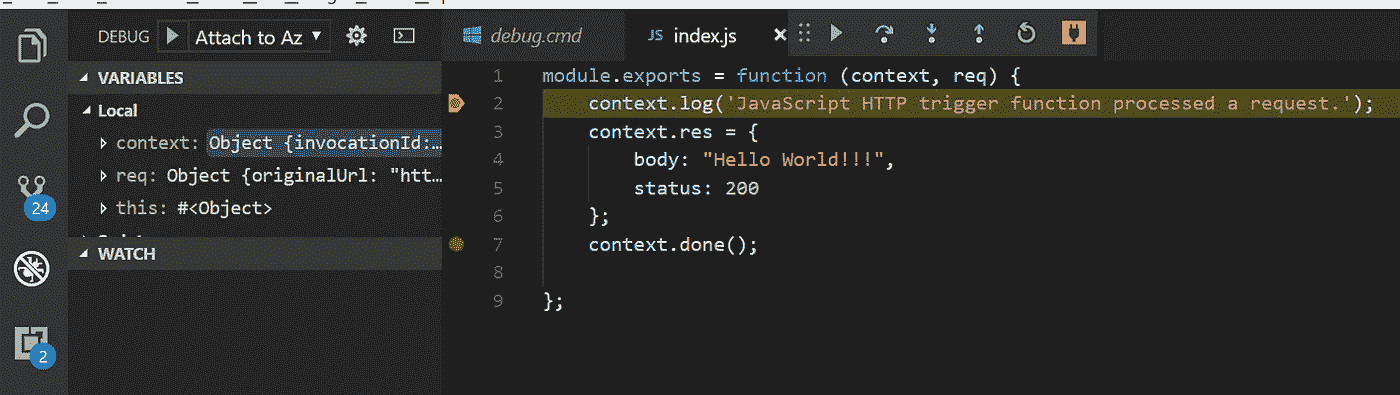 DEBUG Attach to Az
VARIABLES
Local
context: Object {invocationId:...
req: Object {originalUrl: "htt...
this: #<Object>
WATCH
24
2
debug.cmd
JS index.js
1 module.exports = function (context, req) {
2 context.log('JavaScript HTTP trigger function processed a request.');
3 context.res = {
4 body: "Hello World!!!",
5 status: 200
6 };
7 context.done();
8
9 };